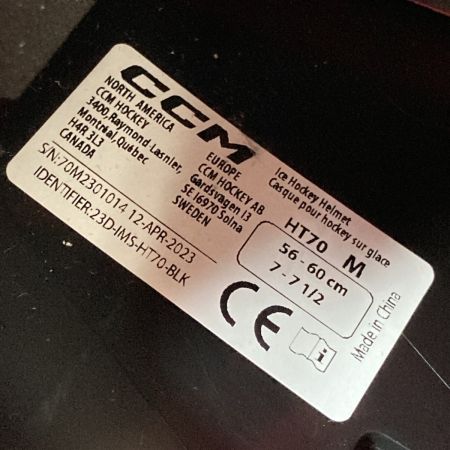 CCM
NORTH AMERICA
CCM HOCKEY
3400,Raymond Lasnier,
Montréal,Québec
H4R 3L3
CANADA
EUROPE
CCM HOCKEY AB
Gardsvagen 13
SE 16970 Solna
SWEDEN
S/N:70M2301014 12-APR-2023
IDENTIFIER:23D-IMS-HT70-BLK
Ice Hockey Helmet
Casque pour hockey sur glace
HT70 M
56 - 60 cm
7 - 7 1/2
CE
i
Made in China